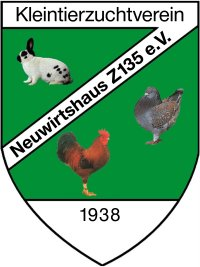 Kleintierzuchtverein
Neuwirtshaus Z135 e.V.
1938